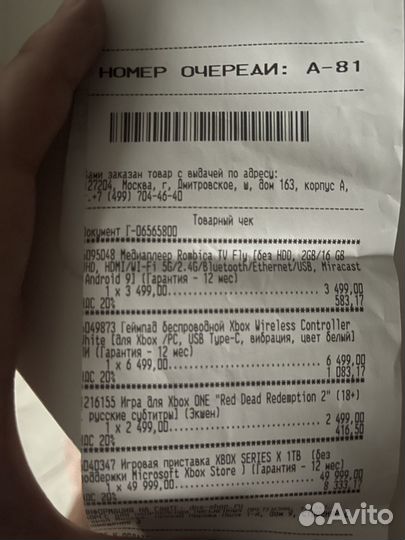 НОМЕР ОЧЕРЕДИ: А-81
Вами заказан товар с выдачей по адресу:
127204, Москва, г, Дмитровское, ш, дом 163, корпус А,
.+7 (499) 704-46-40
Товарный чек
Документ Г-06565800
5095048 Медиаплеер Rombica TV Fly [без HDD, 2GB/16 GB
UHD, HDMI/Wi-Fi 5G/2.4G/Bluetooth/Ethernet/USB, Miracast
Android 9] (Гарантия - 12 мес)
1 x 3 499,00 3 499,00
НДС 20% 583,17
5049873 Геймпад беспроводной Xbox Wireless Controller
White [для Xbox /PC, USB Type-C, вибрация, цвет белый]
(Гарантия - 12 мес)
1 x 6 499,00 6 499,00
НДС 20% 1 083,17
216155 Игра для Xbox ONE "Red Dead Redemption 2" (18+)
русские субтитры] (Экшен)
1 x 2 499,00 2 499,00
НДС 20% 416,50
040347 Игровая приставка XBOX SERIES X 1TB (без
поддержки Microsoft Xbox Store ) (Гарантия - 12 мес)
1 x 49 999,00 49 999,00
НДС 20% 8 333,17
Avito